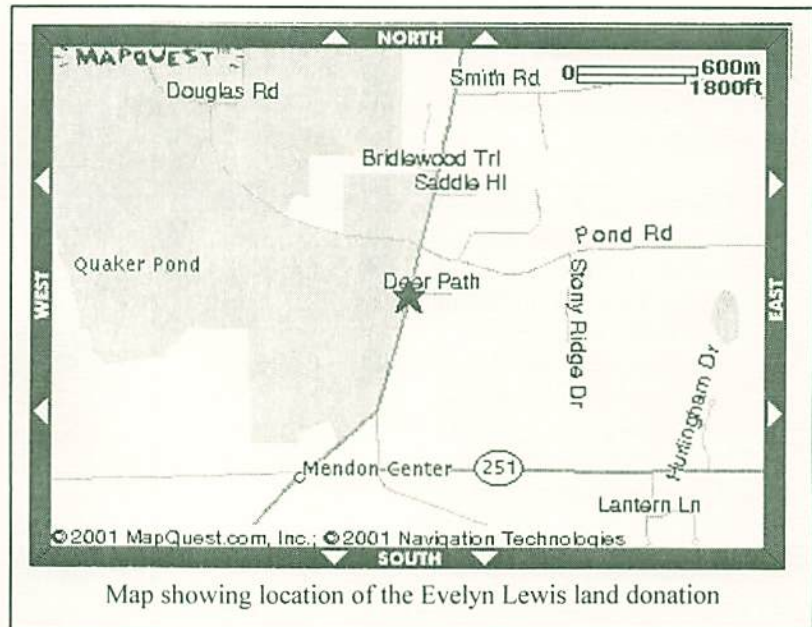 NORTH
MAPQUEST
Smith Rd
0 600m
1800ft
Douglas Rd
Bridlewood Trl
Saddle Hl
Pond Rd
Quaker Pond
Deer Path
WEST
EAST
Stony Ridge Dr
Huntingham Dr
Mendon Center
251
Lantern Ln
©2001 MapQuest.com, Inc.; ©2001 Navigation Technologies
SOUTH
Map showing location of the Evelyn Lewis land donation